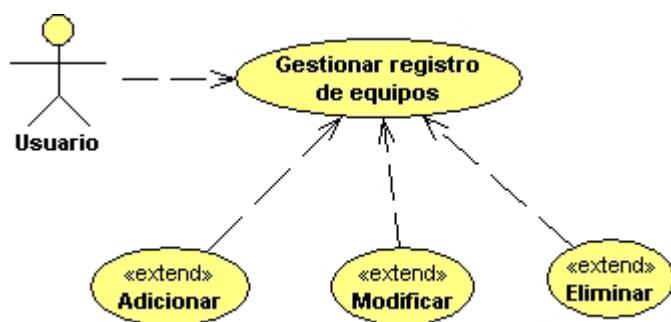 Gestionar registro
de equipos
Usuario
«extend»
Adicionar
«extend»
Modificar
«extend»
Eliminar